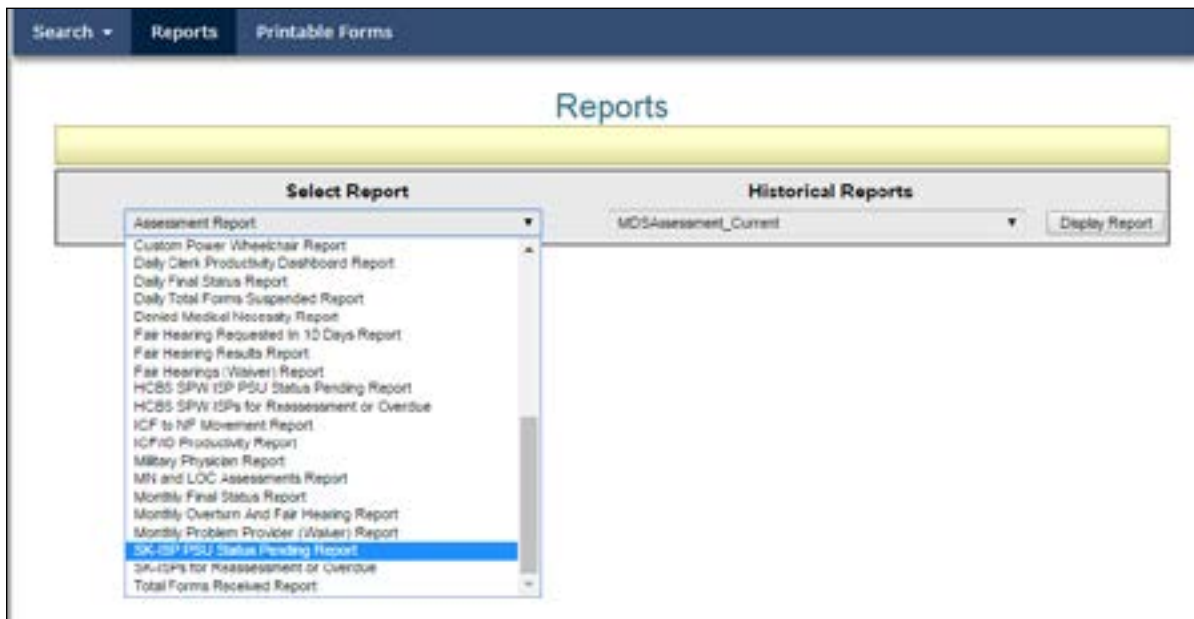 Search Reports Printable Forms
Reports
Select Report Historical Reports
Assessment Report MDSAssessment_Current Display Report
Custom Power Wheelchair Report
Daily Clerk Productivity Dashboard Report
Daily Final Status Report
Daily Total Forms Suspended Report
Denied Medical Necessity Report
Fair Hearing Requested In 10 Days Report
Fair Hearing Results Report
Fair Hearings (Waiver) Report
HCBS SPW ISP PSU Status Pending Report
HCBS SPW ISPs for Reassessment or Overdue
ICF to NF Movement Report
ICF/ID Productivity Report
Military Physician Report
MN and LOC Assessments Report
Monthly Final Status Report
Monthly Overturn And Fair Hearing Report
Monthly Problem Provider (Waiver) Report
SK-ISP PSU Status Pending Report
SK-ISPs for Reassessment or Overdue
Total Forms Received Report